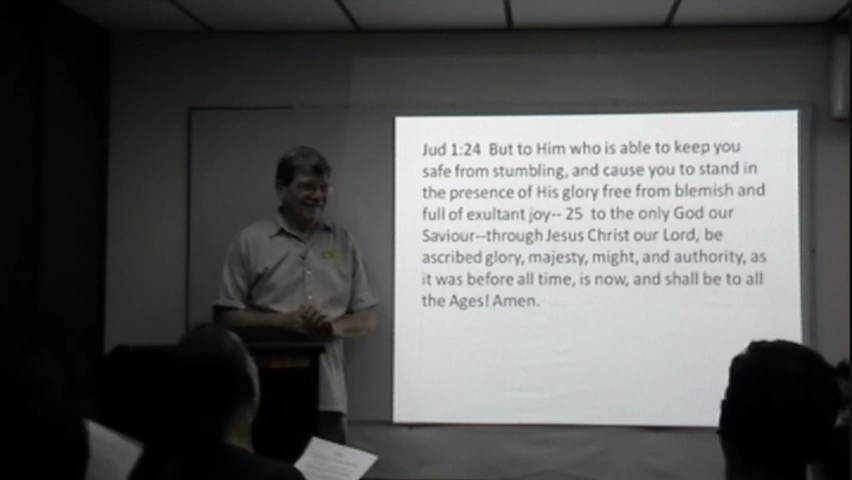 Jud 1:24 But to Him who is able to keep you
safe from stumbling, and cause you to stand in
the presence of His glory free from blemish and
full of exultant joy-- 25 to the only God our
Saviour--through Jesus Christ our Lord, be
ascribed glory, majesty, might, and authority, as
it was before all time, is now, and shall be to all
the Ages! Amen.